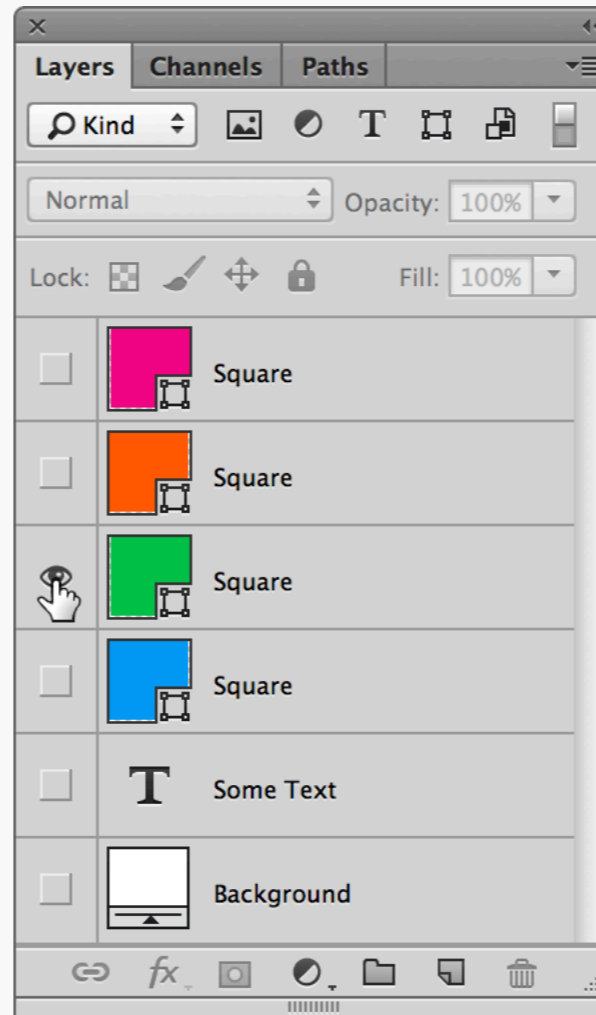 Layers Channels Paths
Kind
Normal Opacity: 100%
Lock: Fill: 100%
Square
Square
Square
Square
Some Text
Background
fx